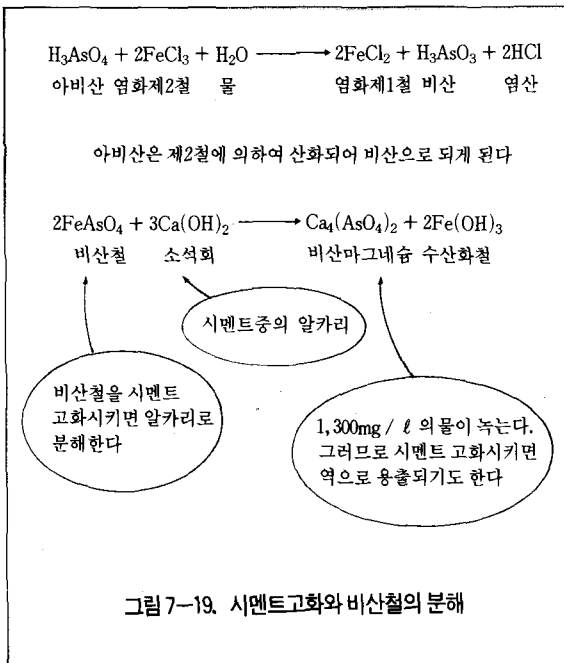 H₃AsO₄ + 2FeCl₃ + H₂O ⟶ 2FeCl₂ + H₃AsO₃ + 2HCl
아비산 염화제2철 물 염화제1철 비산 염산
아비산은 제2철에 의하여 산화되어 비산으로 되게 된다
2FeAsO₄ + 3Ca(OH)₂ ⟶ Ca₄(AsO₄)₂ + 2Fe(OH)₃
비산철 소석회 비산마그네슘 수산화철
시멘트중의 알카리
비산철을 시멘트
고화시키면 알카리로
분해한다
1,300mg / ℓ 의물이 녹는다.
그러므로 시멘트 고화시키면
역으로 용출되기도 한다
그림 7—19. 시멘트고화와 비산철의 분해